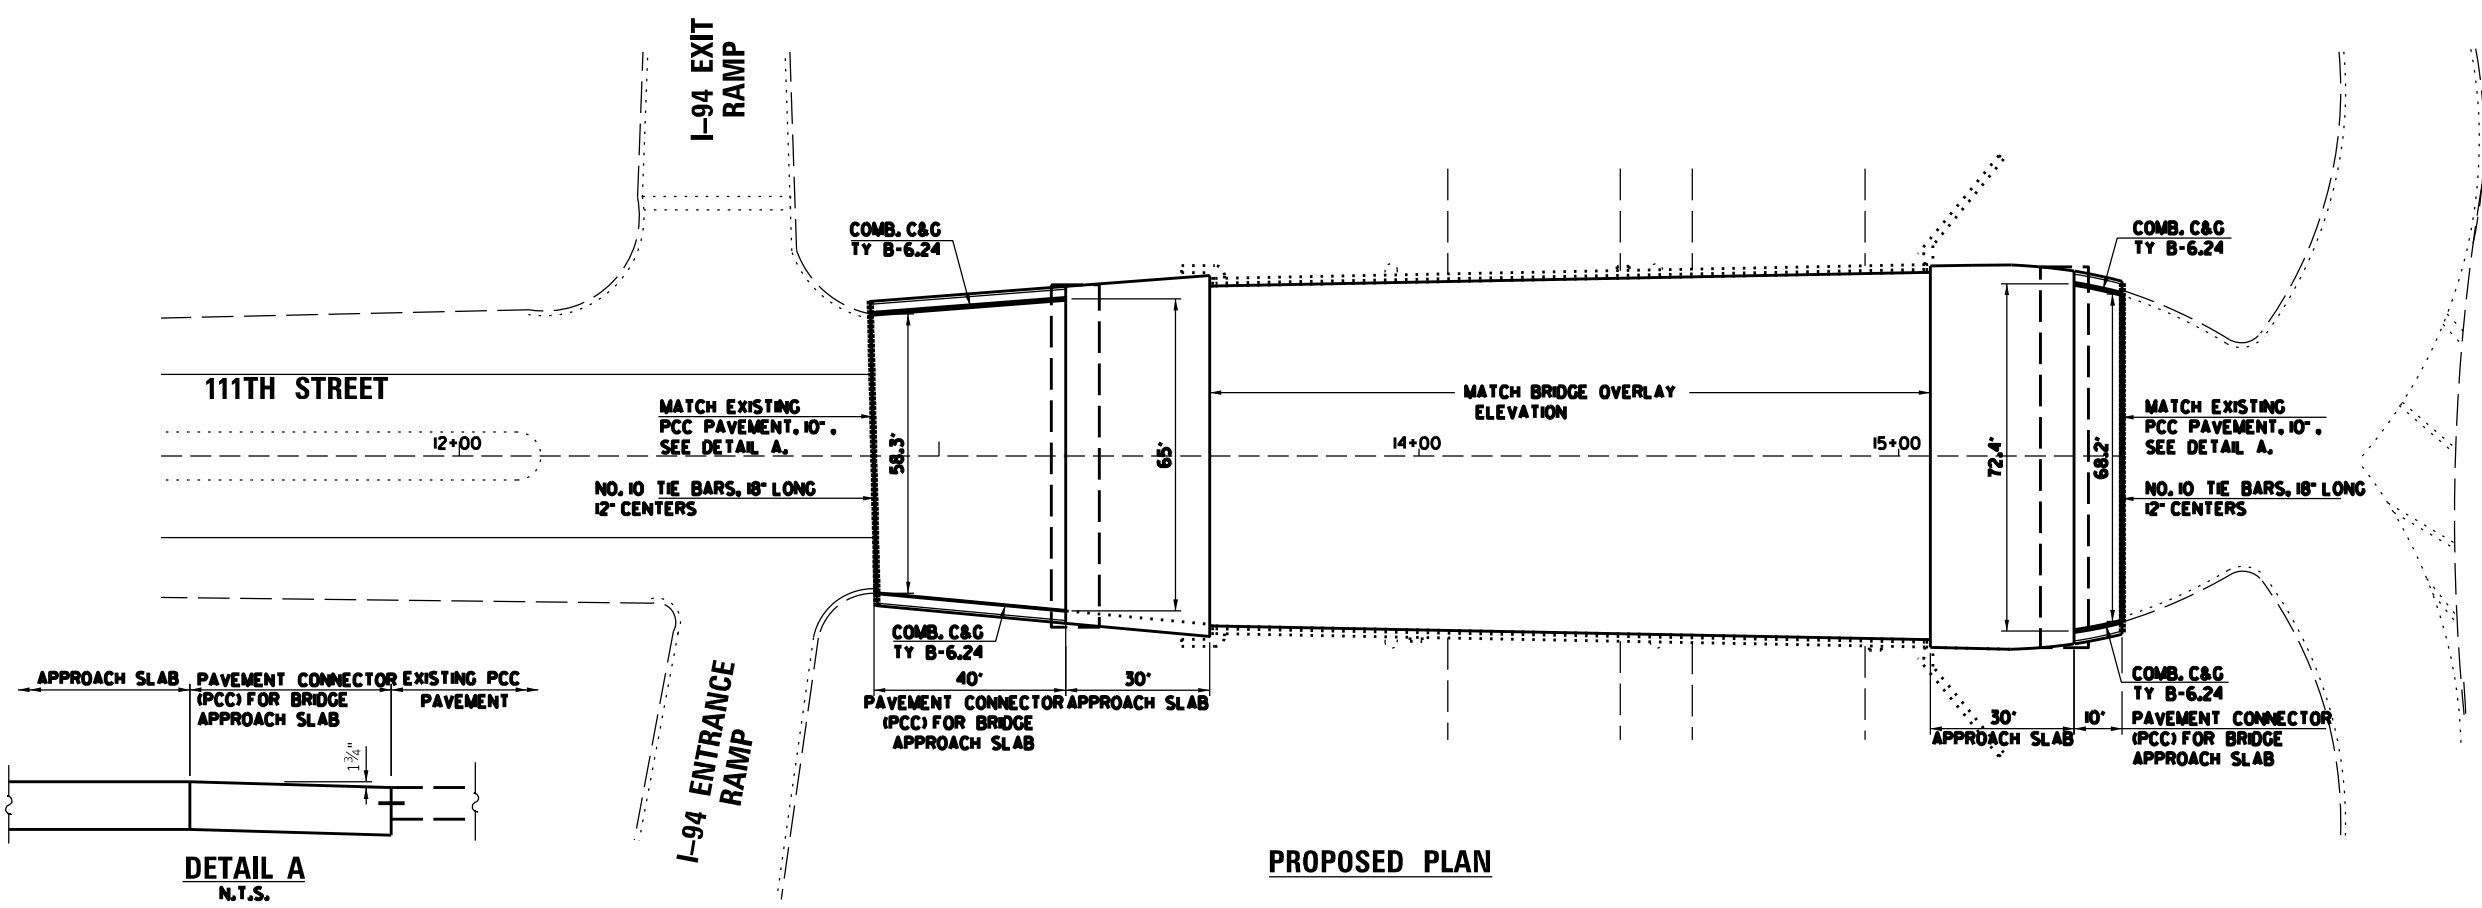 I-94 EXIT
RAMP
COMB. C&G
TY B-6.24
COMB. C&G
TY B-6.24
111TH STREET
MATCH EXISTING
PCC PAVEMENT, 10",
SEE DETAIL A.
12+00
NO. 10 TIE BARS, 18" LONG
12" CENTERS
58.3'
65'
MATCH BRIDGE OVERLAY
ELEVATION
14+00
15+00
72.4'
68.2'
MATCH EXISTING
PCC PAVEMENT, 10",
SEE DETAIL A.
NO. 10 TIE BARS, 18" LONG
12" CENTERS
COMB. C&G
TY B-6.24
COMB. C&G
TY B-6.24
40'
PAVEMENT CONNECTOR
(PCC) FOR BRIDGE
APPROACH SLAB
30'
APPROACH SLAB
30'
APPROACH SLAB
10'
PAVEMENT CONNECTOR
(PCC) FOR BRIDGE
APPROACH SLAB
I-94 ENTRANCE
RAMP
APPROACH SLAB
PAVEMENT CONNECTOR
(PCC) FOR BRIDGE
APPROACH SLAB
EXISTING PCC
PAVEMENT
1¾"
DETAIL A
N.T.S.
PROPOSED PLAN